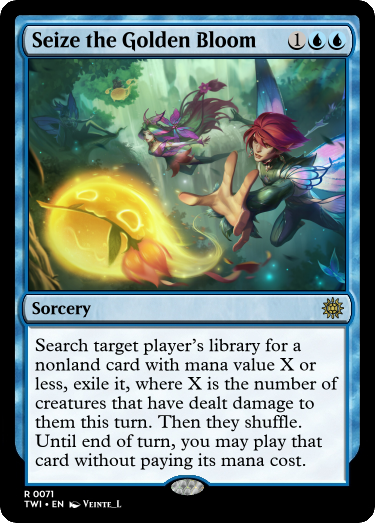 Seize the Golden Bloom 1
Sorcery
Search target player's library for a
nonland card with mana value X or
less, exile it, where X is the number of
creatures that have dealt damage to
them this turn. Then they shuffle.
Until end of turn, you may play that
card without paying its mana cost.
R 0071
TWI • EN Veinte_L